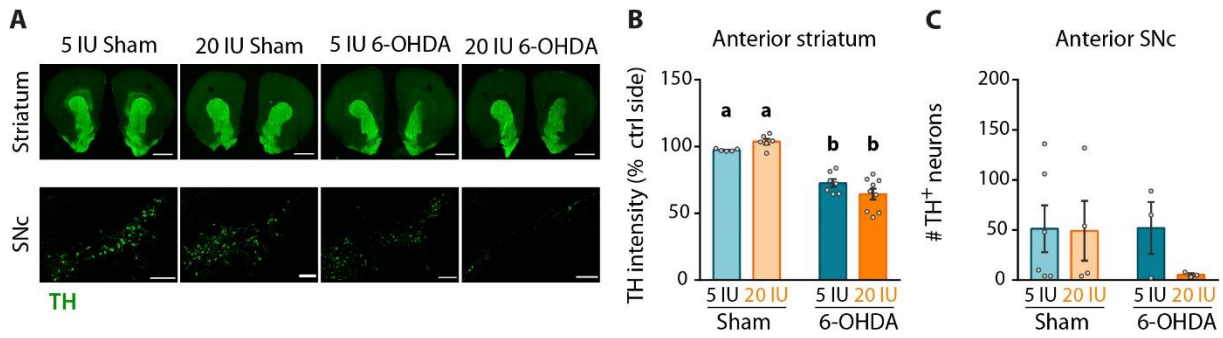 A
5 IU Sham
20 IU Sham
5 IU 6-OHDA
20 IU 6-OHDA
Striatum
SNc
TH
B
Anterior striatum
TH intensity (% ctrl side)
150
100
50
0
a
a
b
b
5 IU
20 IU
5 IU
20 IU
Sham
6-OHDA
C
Anterior SNc
# TH⁺ neurons
200
150
100
50
0
5 IU
20 IU
5 IU
20 IU
Sham
6-OHDA